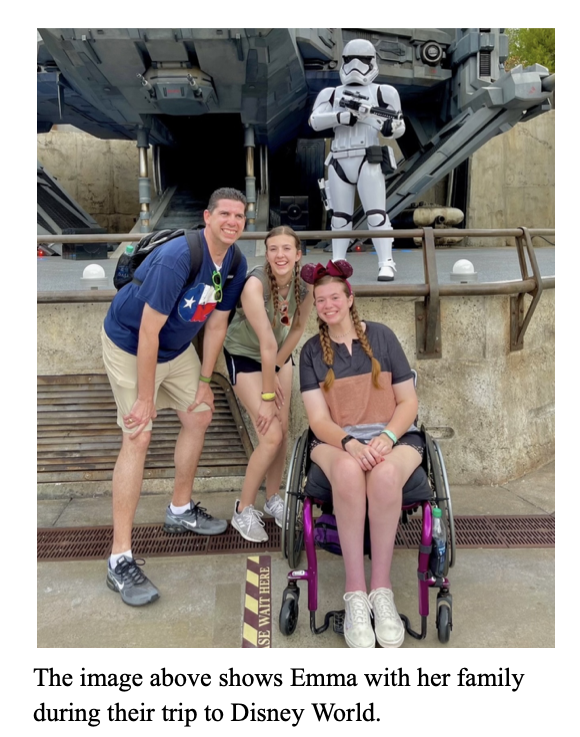 SE WAIT HERE
The image above shows Emma with her family
during their trip to Disney World.